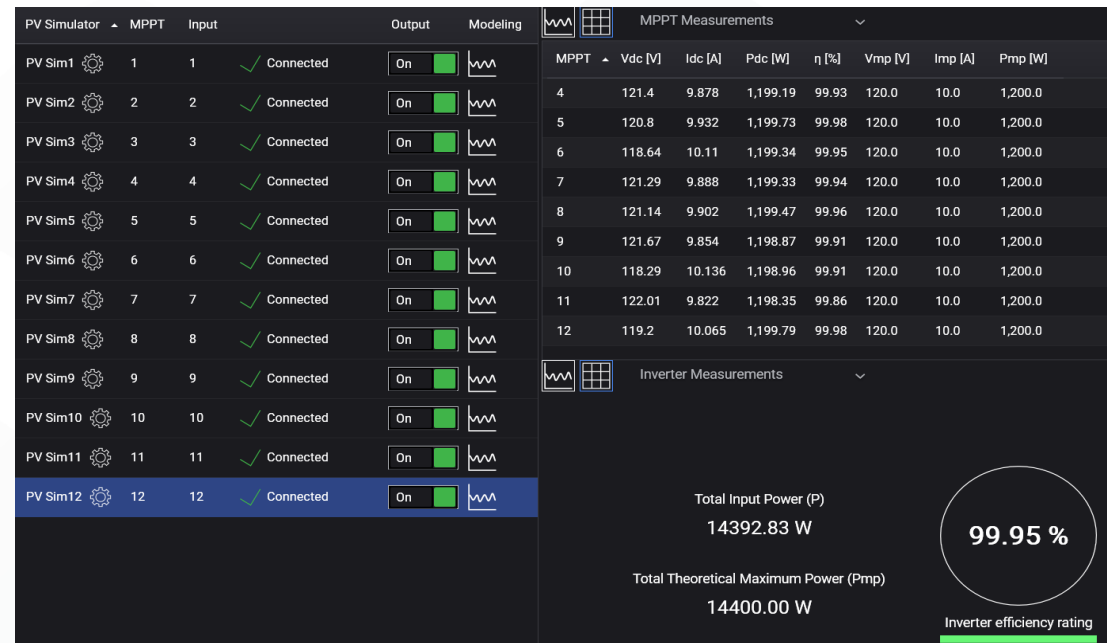 PV Simulator MPPT Input Output Modeling
PV Sim1 1 1 Connected On
PV Sim2 2 2 Connected On
PV Sim3 3 3 Connected On
PV Sim4 4 4 Connected On
PV Sim5 5 5 Connected On
PV Sim6 6 6 Connected On
PV Sim7 7 7 Connected On
PV Sim8 8 8 Connected On
PV Sim9 9 9 Connected On
PV Sim10 10 10 Connected On
PV Sim11 11 11 Connected On
PV Sim12 12 12 Connected On
MPPT Measurements
MPPT Vdc [V] Idc [A] Pdc [W] η [%] Vmp [V] Imp [A] Pmp [W]
4 121.4 9.878 1,199.19 99.93 120.0 10.0 1,200.0
5 120.8 9.932 1,199.73 99.98 120.0 10.0 1,200.0
6 118.64 10.11 1,199.34 99.95 120.0 10.0 1,200.0
7 121.29 9.888 1,199.33 99.94 120.0 10.0 1,200.0
8 121.14 9.902 1,199.47 99.96 120.0 10.0 1,200.0
9 121.67 9.854 1,198.87 99.91 120.0 10.0 1,200.0
10 118.29 10.136 1,198.96 99.91 120.0 10.0 1,200.0
11 122.01 9.822 1,198.35 99.86 120.0 10.0 1,200.0
12 119.2 10.065 1,199.79 99.98 120.0 10.0 1,200.0
Inverter Measurements
Total Input Power (P)
14392.83 W
Total Theoretical Maximum Power (Pmp)
14400.00 W
99.95 %
Inverter efficiency rating